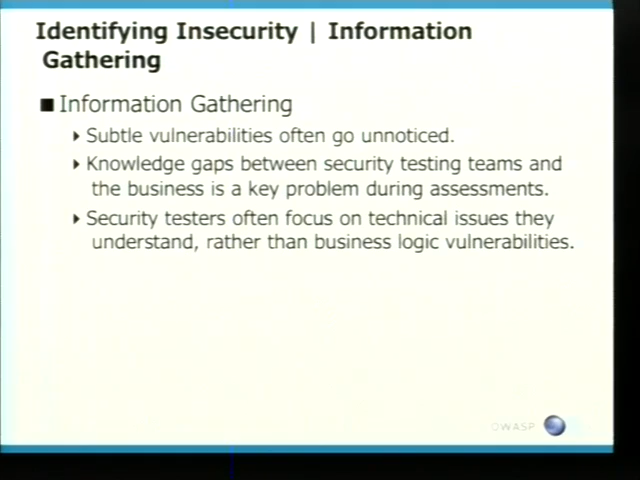 Identifying Insecurity | Information
Gathering
Information Gathering
Subtle vulnerabilities often go unnoticed.
Knowledge gaps between security testing teams and
the business is a key problem during assessments.
Security testers often focus on technical issues they
understand, rather than business logic vulnerabilities.
OWASP